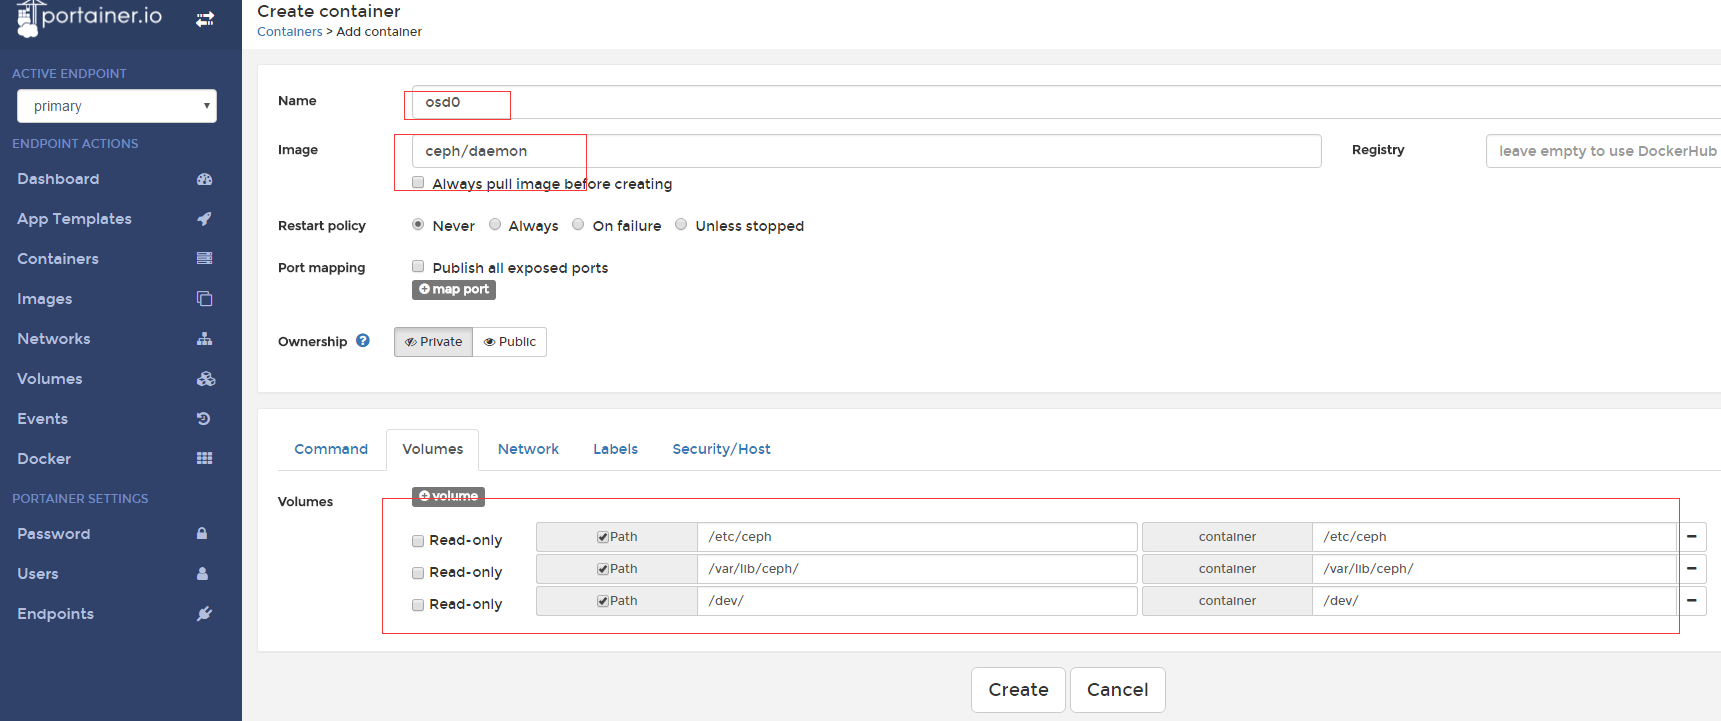 portainer.io
ACTIVE ENDPOINT
primary
ENDPOINT ACTIONS
Dashboard
App Templates
Containers
Images
Networks
Volumes
Events
Docker
PORTAINER SETTINGS
Password
Users
Endpoints
Create container
Containers > Add container
Name osd0
Image ceph/daemon Registry leave empty to use DockerHub
Always pull image before creating
Restart policy Never Always On failure Unless stopped
Port mapping Publish all exposed ports
map port
Ownership Private Public
Command Volumes Network Labels Security/Host
Volumes volume
Read-only Path /etc/ceph container /etc/ceph
Read-only Path /var/lib/ceph/ container /var/lib/ceph/
Read-only Path /dev/ container /dev/
Create Cancel